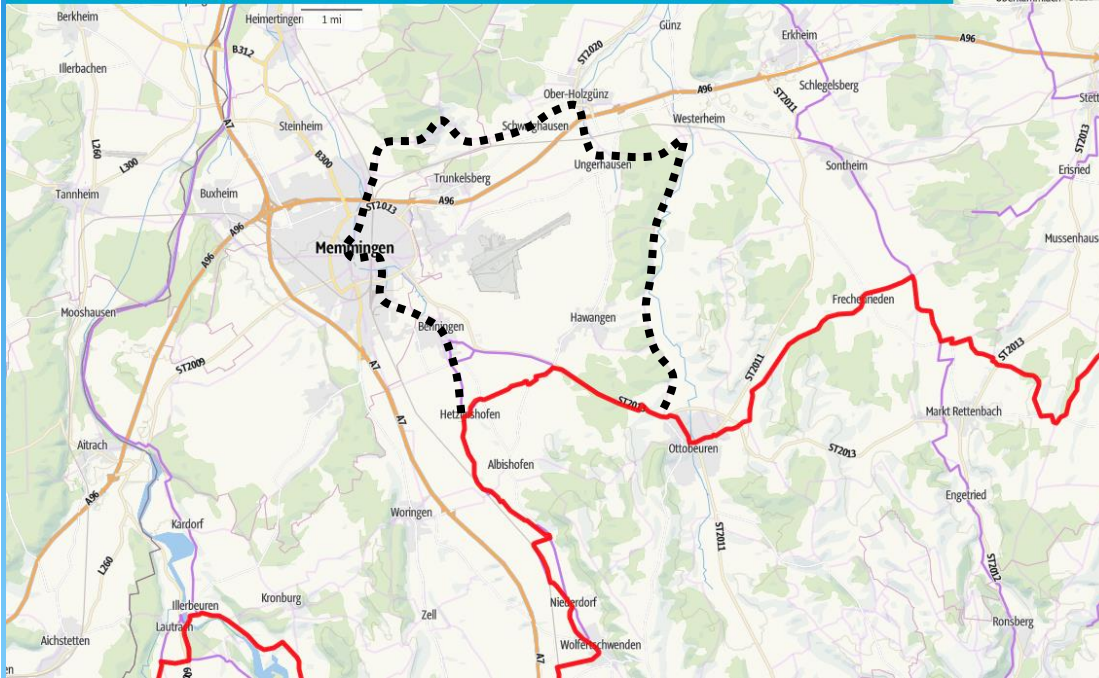 Berkheim
Heimertingen
1 mi
Günz
Erkheim
B312
ST2020
A96
Illerbachen
Schlegelsberg
A96
Ober-Holzgünz
ST2011
A7
Steinheim
Schwaighausen
Westerheim
L260
L300
B300
ST2013
Ungerhausen
Sontheim
Erisried
Tannheim
Buxheim
Trunkelsberg
A96
ST2013
A96
Memmingen
A96
Mooshausen
Hawangen
Frechenrieden
Benningen
ST2009
A7
ST2011
ST2013
Hetzlinshofen
Markt Rettenbach
A7
Ottobeuren
ST2013
Aitrach
Albishofen
A96
Engetried
Woringen
Kardorf
ST2011
L260
ST2012
Illerbeuren
Kronburg
Niederdorf
Lautrach
Zell
Ronsberg
Aichstetten
Wolfertschwenden
A7